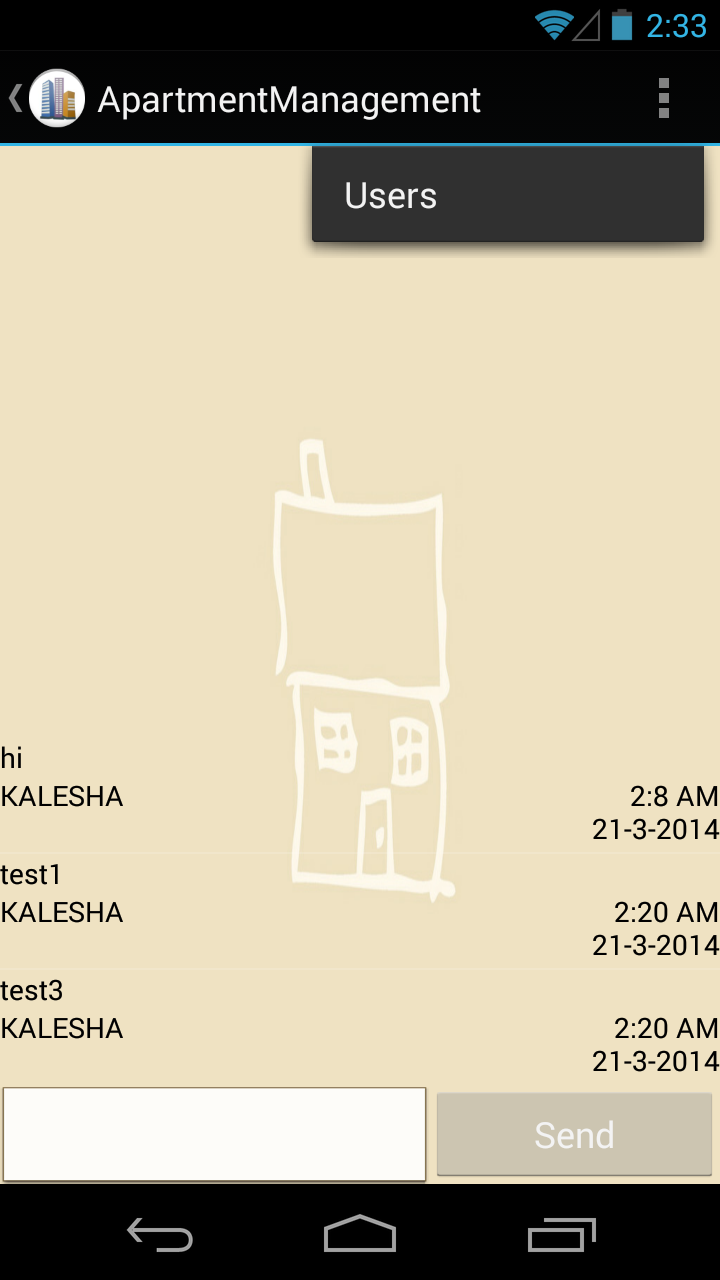 2:33
ApartmentManagement
Users
hi
KALESHA 2:8 AM
21-3-2014
test1
KALESHA 2:20 AM
21-3-2014
test3
KALESHA 2:20 AM
21-3-2014
Send